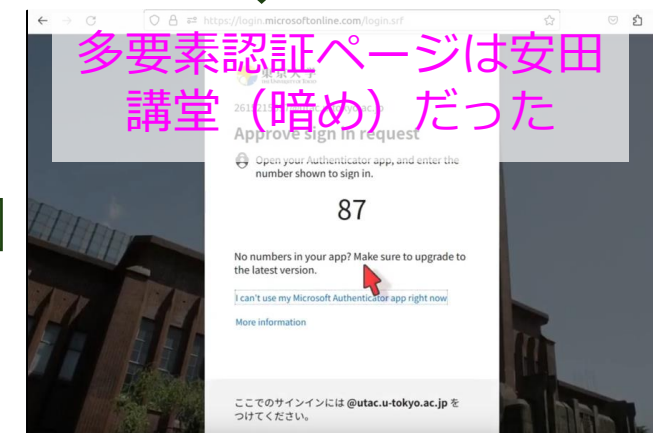 https://login.microsoftonline.com/login.srf
多要素認証ページは安田
講堂（暗め）だった
東京大学
Approve sign in request
Open your Authenticator app, and enter the
number shown to sign in.
87
No numbers in your app? Make sure to upgrade to
the latest version.
I can't use my Microsoft Authenticator app right now
More information
ここでのサインインには @utac.u-tokyo.ac.jp を
つけてください。